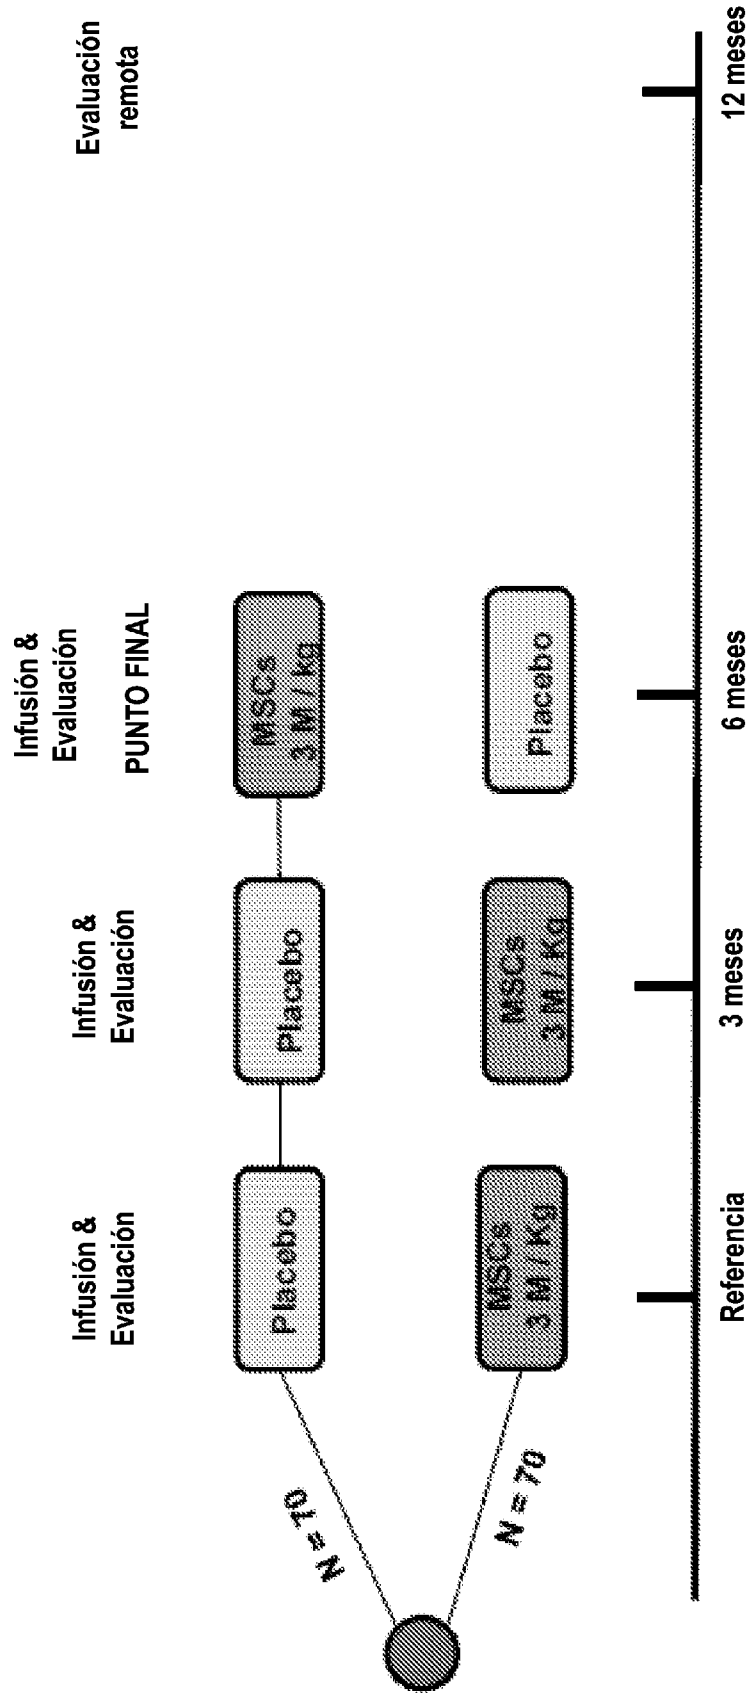 Infusión &
Evaluación
Infusión &
Evaluación
Infusión &
Evaluación
PUNTO FINAL
Evaluación
remota
N = 70
Placebo
Placebo
MSCs
3 M / kg
N = 70
MSCs
3 M / Kg
MSCs
3 M / Kg
Placebo
Referencia
3 meses
6 meses
12 meses